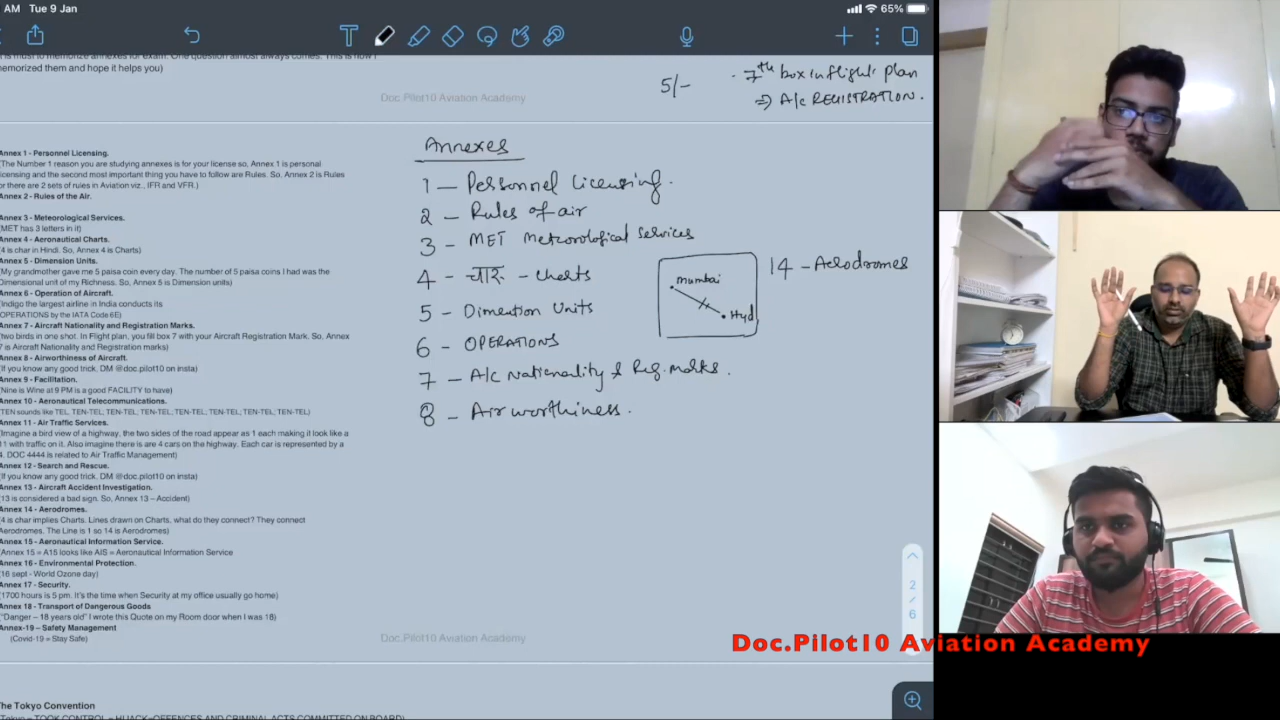 AM Tue 9 Jan
65%
t is must to memorize annexes for exam. One question almost always comes. This is how I
memorized them and hope it helps you)
Doc.Pilot10 Aviation Academy
5/-
· 7th box in flight plan
⇒ A/c REGISTRATION.
Annex 1 - Personnel Licensing.
(The Number 1 reason you are studying annexes is for your license so, Annex 1 is personal
licensing and the second most important thing you have to follow are Rules. So, Annex 2 is Rules
or there are 2 sets of rules in Aviation viz., IFR and VFR.)
Annex 2 - Rules of the Air.
Annex 3 - Meteorological Services.
(MET has 3 letters in it)
Annex 4 - Aeronautical Charts.
(4 is char in Hindi. So, Annex 4 is Charts)
Annex 5 - Dimension Units.
(My grandmother gave me 5 paisa coin every day. The number of 5 paisa coins I had was the
Dimensional unit of my Richness. So, Annex 5 is Dimension units)
Annex 6 - Operation of Aircraft.
(Indigo the largest airline in India conducts its
OPERATIONS by the IATA Code 6E)
Annex 7 - Aircraft Nationality and Registration Marks.
(two birds in one shot. In Flight plan, you fill box 7 with your Aircraft Registration Mark. So, Annex
7 is Aircraft Nationality and Registration marks)
Annex 8 - Airworthiness of Aircraft.
(If you know any good trick, DM @doc.pilot10 on insta)
Annex 9 - Facilitation.
(Nine is Wine at 9 PM is a good FACILITY to have)
Annex 10 - Aeronautical Telecommunications.
(TEN sounds like TEL, TEN-TEL, TEN-TEL, TEN-TEL, TEN-TEL, TEN-TEL, TEN-TEL, TEN-TEL)
Annex 11 - Air Traffic Services.
(Imagine a bird view of a highway, the two sides of the road appear as 1 each making it look like a
11 with traffic on it. Also imagine there are 4 cars on the highway. Each car is represented by a
4. DOC 4444 is related to Air Traffic Management)
Annex 12 - Search and Rescue.
(If you know any good trick, DM @doc.pilot10 on insta)
Annex 13 - Aircraft Accident Investigation.
(13 is considered a bad sign. So, Annex 13 – Accident)
Annex 14 - Aerodromes.
(4 is char implies Charts. Lines drawn on Charts, what do they connect? They connect
Aerodromes. The Line is 1 so 14 is Aerodromes)
Annex 15 - Aeronautical Information Service.
(Annex 15 = A15 looks like AIS = Aeronautical Information Service
Annex 16 - Environmental Protection.
(16 sept - World Ozone day)
Annex 17 - Security.
(1700 hours is 5 pm. It's the time when Security at my office usually go home)
Annex 18 - Transport of Dangerous Goods
("Danger – 18 years old" I wrote this Quote on my Room door when I was 18)
Annex-19 – Safety Management
(Covid-19 = Stay Safe)
Annexes
1 – Personnel Licensing.
2 – Rules of air
3 – MET Meteorological services
4 – चार – charts
5 – Dimention Units
6 – OPERATIONS
7 – A/c Nationality & Reg. marks.
8 – Air worthiness.
mumbai
Hyd
14 – Aerodromes
2
/
6
Doc.Pilot10 Aviation Academy
Doc.Pilot10 Aviation Academy
The Tokyo Convention
(Tokyo = TOOK CONTROL = HIJACK=OFFENCES AND CRIMINAL ACTS COMMITTED ON BOARD)